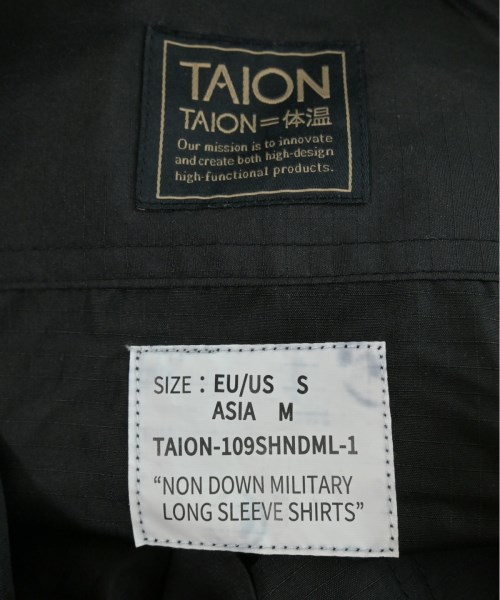 TAION
TAION=体温
Our mission is to innovate
and create both high-design
high-functional products.
SIZE : EU/US S
ASIA M
TAION-109SHNDML-1
“NON DOWN MILITARY
LONG SLEEVE SHIRTS”